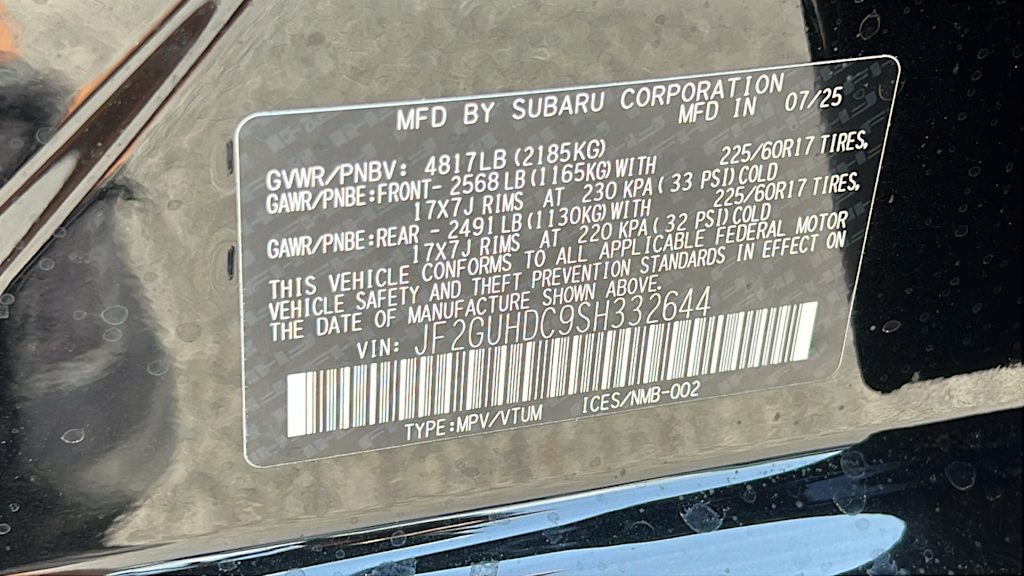 MFD BY SUBARU CORPORATION
MFD IN 07/25
GVWR/PNBV: 4817LB (2185KG)
GAWR/PNBE:FRONT- 2568 LB (1165KG) WITH 225/60R17 TIRES,
17X7J RIMS AT 230 KPA ( 33 PSI) COLD
GAWR/PNBE:REAR - 2491 LB (1130KG) WITH 225/60R17 TIRES,
17X7J RIMS AT 220 KPA ( 32 PSI) COLD
THIS VEHICLE CONFORMS TO ALL APPLICABLE FEDERAL MOTOR
VEHICLE SAFETY AND THEFT PREVENTION STANDARDS IN EFFECT ON
THE DATE OF MANUFACTURE SHOWN ABOVE.
VIN: JF2GUHDC9SH332644
TYPE:MPV/VTUM ICES/NMB-002